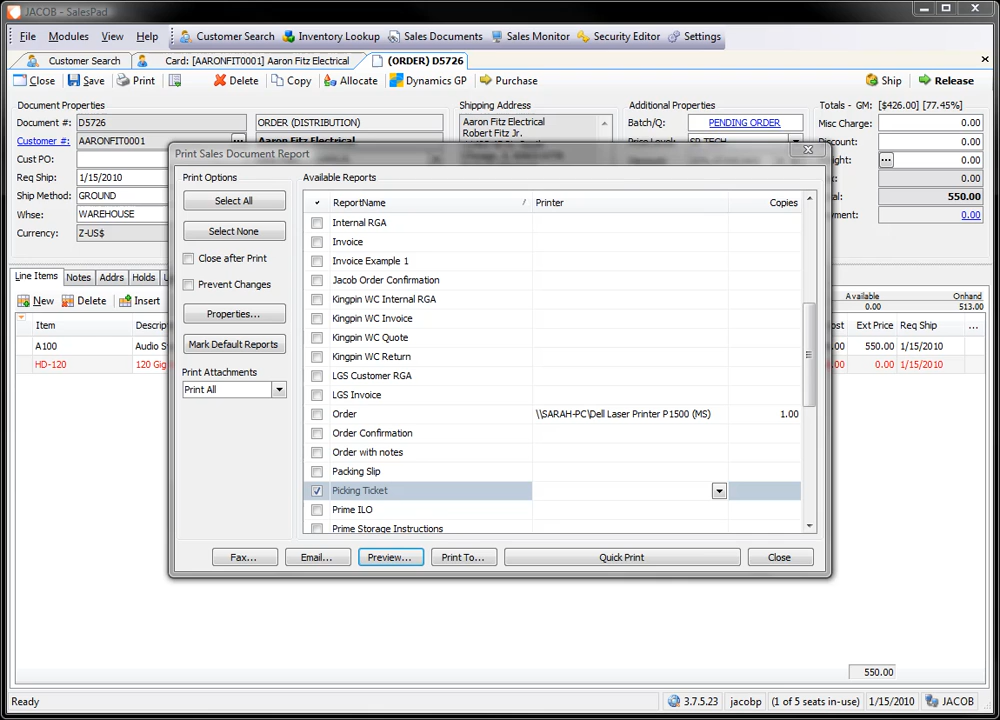 JACOB - SalesPad
File Modules View Help Customer Search Inventory Lookup Sales Documents Sales Monitor Security Editor Settings
Customer Search Card: [AARONFIT0001] Aaron Fitz Electrical (ORDER) D5726
Close Save Print Delete Copy Allocate Dynamics GP Purchase Ship Release
Document Properties Shipping Address Additional Properties Totals - GM: [$426.00] [77.45%]
Document #: D5726 ORDER (DISTRIBUTION) Aaron Fitz Electrical Batch/Q: PENDING ORDER Misc Charge: 0.00
Robert Fitz Jr.
Customer #: AARONFIT0001 ... Aaron Fitz Electrical Price Level: SP TECH Discount: 0.00
Cust PO: ... 0.00
Req Ship: 1/15/2010 0.00
Ship Method: GROUND 550.00
Whse: WAREHOUSE 0.00
Currency: Z-US$
Print Sales Document Report
Print Options
Select All
Select None
Close after Print
Prevent Changes
Properties...
Mark Default Reports
Print Attachments
Print All
Available Reports
ReportName / Printer Copies
Internal RGA
Invoice
Invoice Example 1
Jacob Order Confirmation
Kingpin WC Internal RGA
Kingpin WC Invoice
Kingpin WC Quote
Kingpin WC Return
LGS Customer RGA
LGS Invoice
Order \\SARAH-PC\Dell Laser Printer P1500 (MS) 1.00
Order Confirmation
Order with notes
Packing Slip
Picking Ticket
Prime ILO
Prime Storage Instructions
Fax... Email... Preview... Print To... Quick Print Close
Line Items Notes Addrs Holds
New Delete Insert
Available Onhand
0.00 513.00
Item Ext Price Req Ship ...
A100 Audio S 550.00 1/15/2010
HD-120 120 Gig 0.00 1/15/2010
550.00
Ready 3.7.5.23 jacobp (1 of 5 seats in-use) 1/15/2010 JACOB